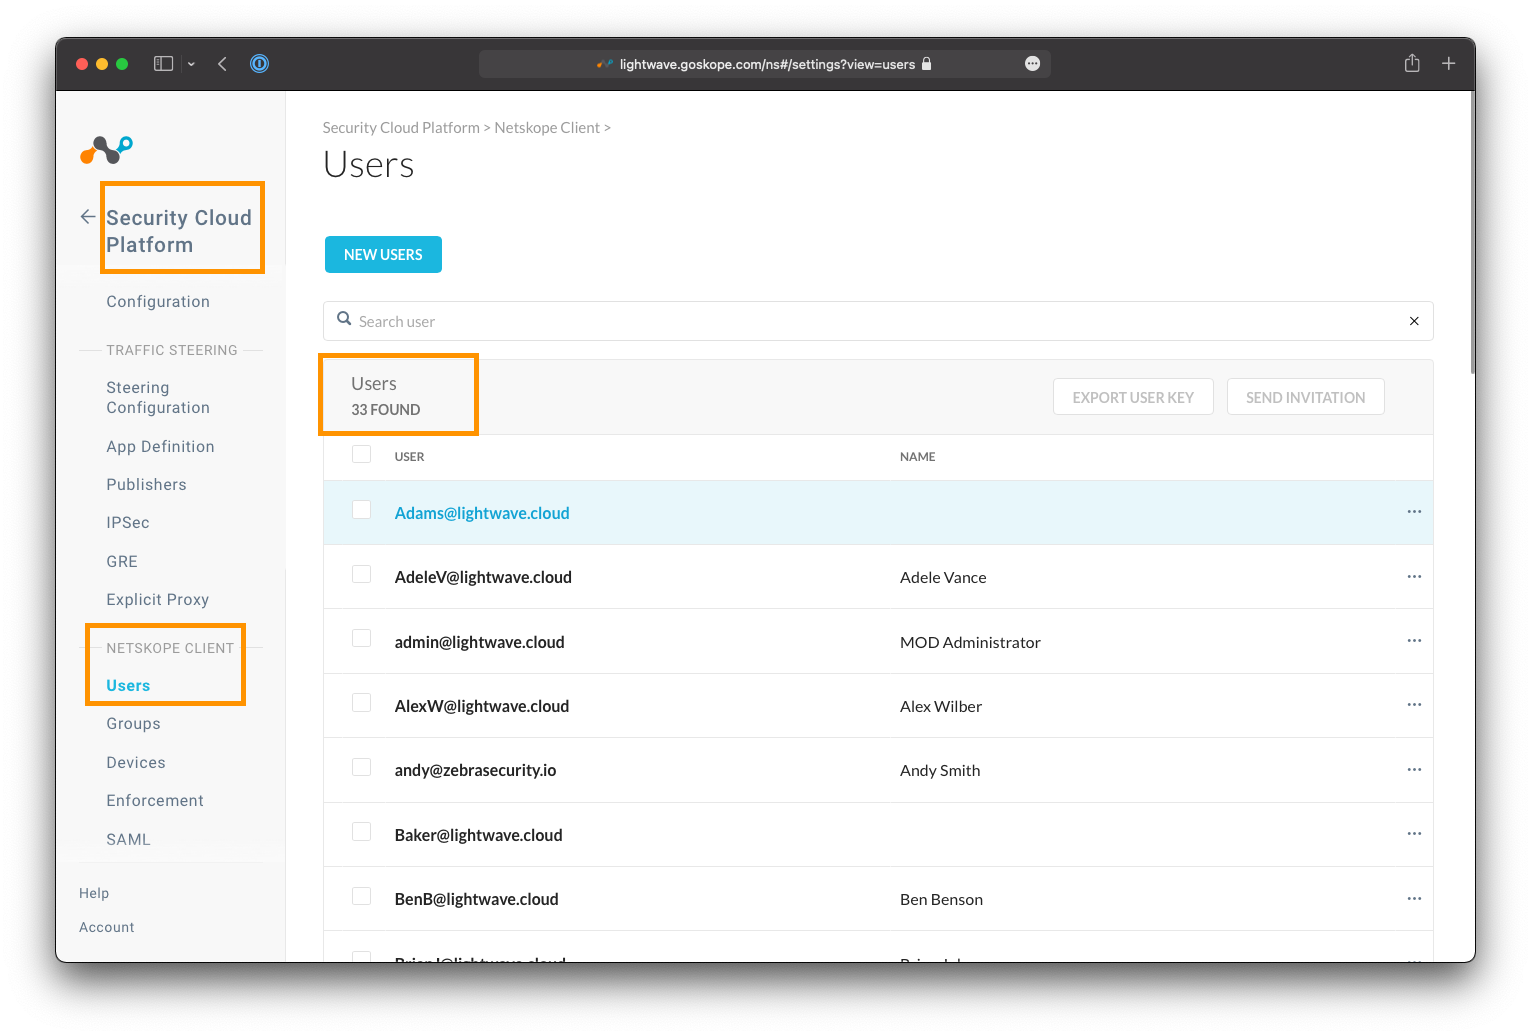 lightwave.goskope.com/ns#/settings?view=users
Security Cloud
Platform
Configuration
TRAFFIC STEERING
Steering
Configuration
App Definition
Publishers
IPSec
GRE
Explicit Proxy
NETSKOPE CLIENT
Users
Groups
Devices
Enforcement
SAML
Help
Account
Security Cloud Platform > Netskope Client >
Users
NEW USERS
Search user
Users
33 FOUND
EXPORT USER KEY
SEND INVITATION
USER NAME
Adams@lightwave.cloud
AdeleV@lightwave.cloud Adele Vance
admin@lightwave.cloud MOD Administrator
AlexW@lightwave.cloud Alex Wilber
andy@zebrasecurity.io Andy Smith
Baker@lightwave.cloud
BenB@lightwave.cloud Ben Benson